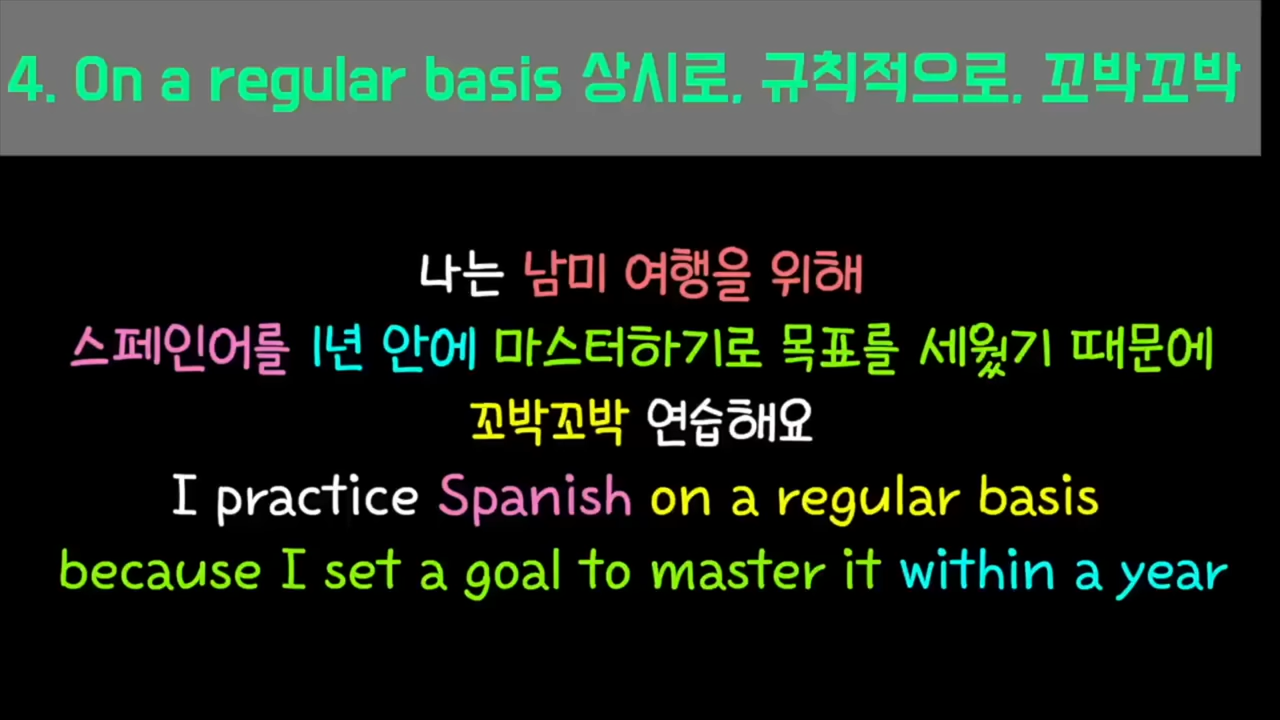 4. On a regular basis 상시로, 규칙적으로, 꼬박꼬박
나는 남미 여행을 위해
스페인어를 1년 안에 마스터하기로 목표를 세웠기 때문에
꼬박꼬박 연습해요
I practice Spanish on a regular basis
because I set a goal to master it within a year